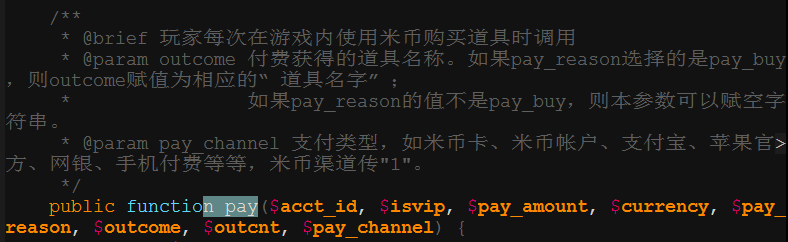 /**
* @brief 玩家每次在游戏内使用米币购买道具时调用
* @param outcome 付费获得的道具名称。如果pay_reason选择的是pay_buy
，则outcome赋值为相应的“ 道具名字” ；
* 如果pay_reason的值不是pay_buy，则本参数可以赋空字
符串。
* @param pay_channel 支付类型，如米币卡、米币帐户、支付宝、苹果官>
方、网银、手机付费等等，米币渠道传"1"。
*/
public function pay($acct_id, $isvip, $pay_amount, $currency, $pay_
reason, $outcome, $outcnt, $pay_channel) {